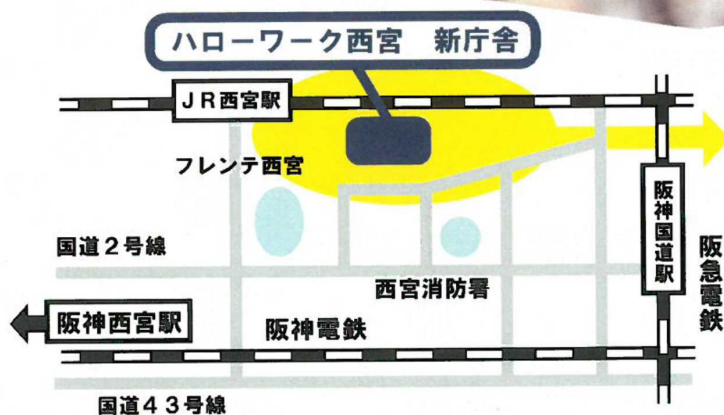 ハローワーク西宮　新庁舎
ＪＲ西宮駅
フレンテ西宮
阪神国道駅
阪急電鉄
国道２号線
西宮消防署
阪神西宮駅
阪神電鉄
国道４３号線